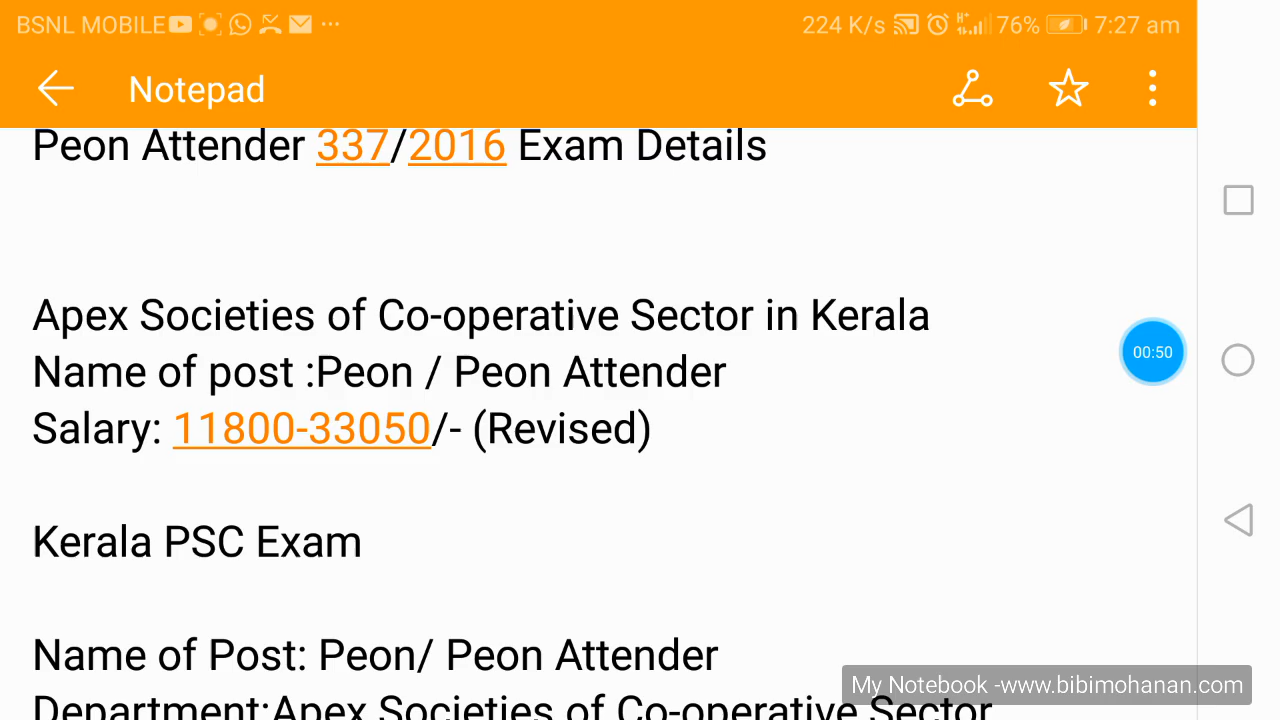 BSNL MOBILE ... 224 K/s 76% 7:27 am
Notepad
Peon Attender 337/2016 Exam Details
Apex Societies of Co-operative Sector in Kerala
Name of post :Peon / Peon Attender
00:50
Salary: 11800-33050/- (Revised)
Kerala PSC Exam
Name of Post: Peon/ Peon Attender
My Notebook -www.bibimohanan.com
Department:Apex Societies of Co-operative Sector